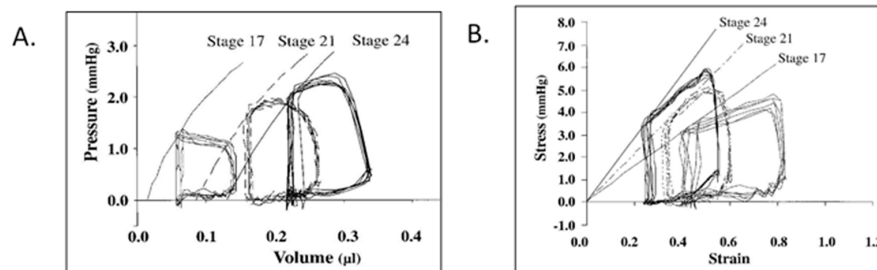 A.
Pressure (mmHg)
3.0
2.0
1.0
0.0
Stage 17 Stage 21 Stage 24
0.0 0.1 0.2 0.3 0.4
Volume (µl)
B.
Stress (mmHg)
8.0
7.0
6.0
5.0
4.0
3.0
2.0
1.0
0.0
-1.0
Stage 24
Stage 21
Stage 17
0.0 0.2 0.4 0.6 0.8 1.0 1.2
Strain